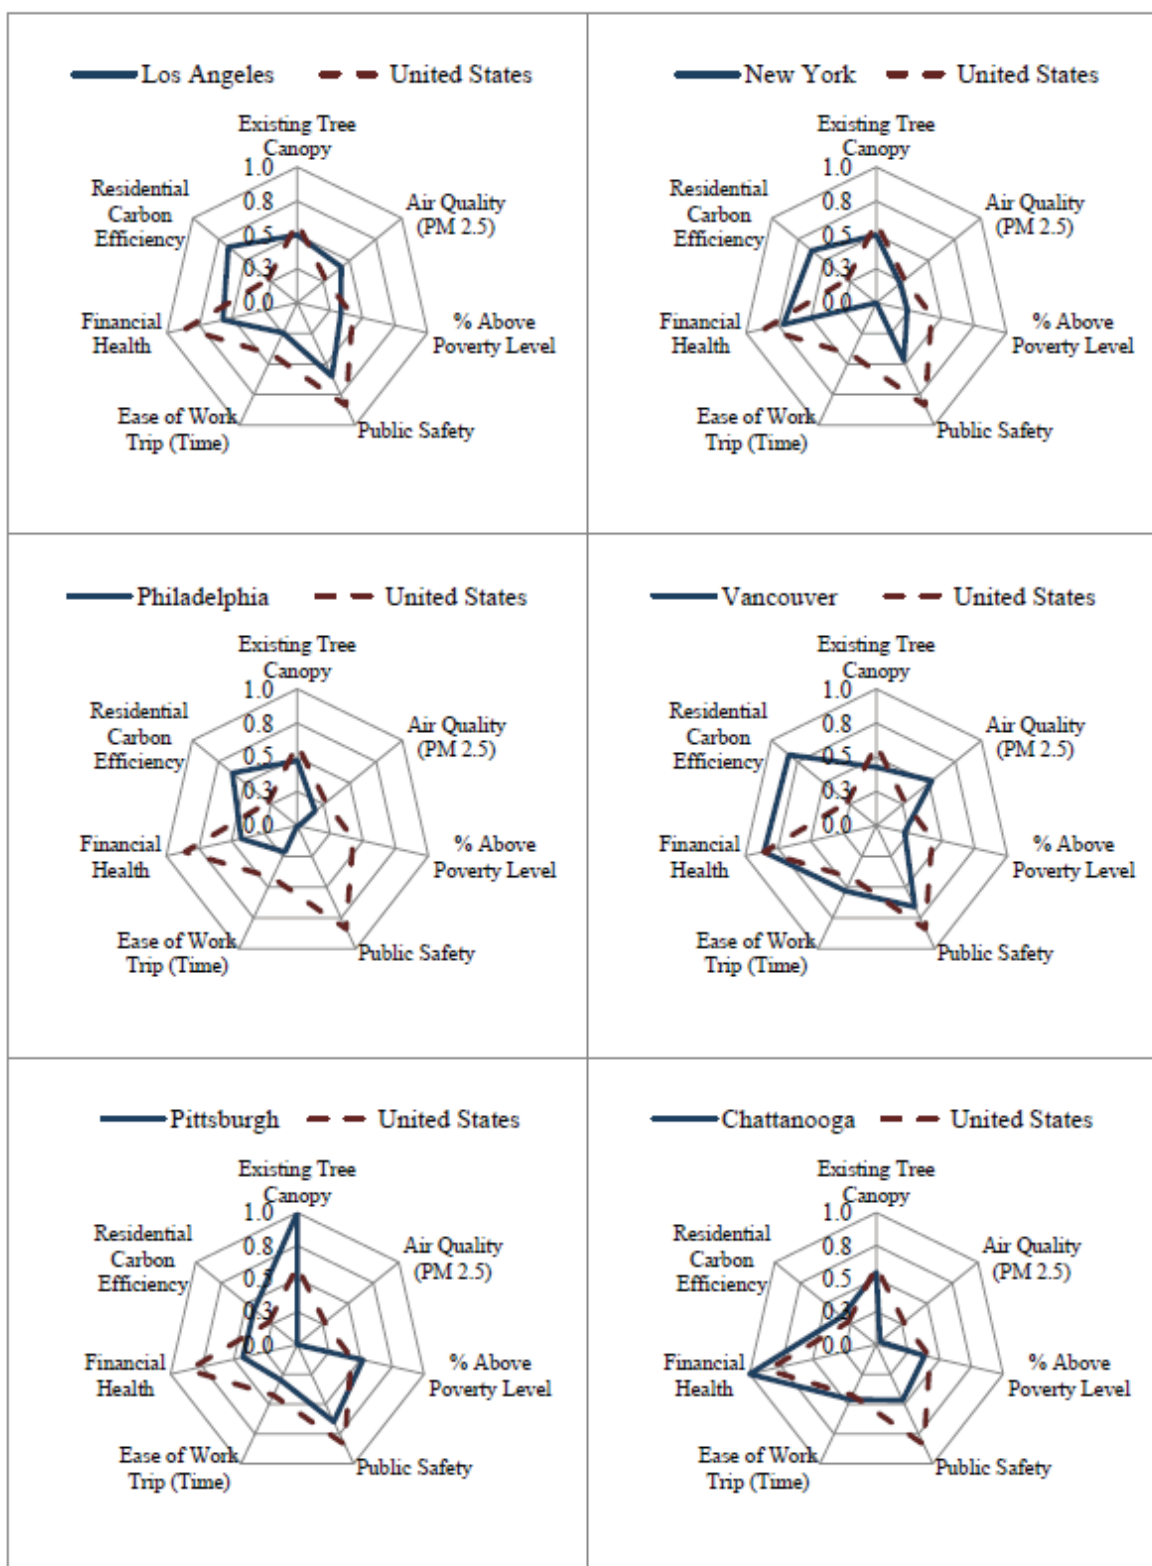 Los Angeles United States
Existing Tree
Canopy
1.0
Residential
Carbon
Efficiency
Air Quality
(PM 2.5)
0.8
0.5
0.3
0.0
Financial
Health
% Above
Poverty Level
Ease of Work
Trip (Time)
Public Safety
New York United States
Existing Tree
Canopy
1.0
Residential
Carbon
Efficiency
Air Quality
(PM 2.5)
0.8
0.5
0.3
0.0
Financial
Health
% Above
Poverty Level
Ease of Work
Trip (Time)
Public Safety
Philadelphia United States
Existing Tree
Canopy
1.0
Residential
Carbon
Efficiency
Air Quality
(PM 2.5)
0.8
0.5
0.3
0.0
Financial
Health
% Above
Poverty Level
Ease of Work
Trip (Time)
Public Safety
Vancouver United States
Existing Tree
Canopy
1.0
Residential
Carbon
Efficiency
Air Quality
(PM 2.5)
0.8
0.5
0.3
0.0
Financial
Health
% Above
Poverty Level
Ease of Work
Trip (Time)
Public Safety
Pittsburgh United States
Existing Tree
Canopy
1.0
Residential
Carbon
Efficiency
Air Quality
(PM 2.5)
0.8
0.5
0.3
0.0
Financial
Health
% Above
Poverty Level
Ease of Work
Trip (Time)
Public Safety
Chattanooga United States
Existing Tree
Canopy
1.0
Residential
Carbon
Efficiency
Air Quality
(PM 2.5)
0.8
0.5
0.3
0.0
Financial
Health
% Above
Poverty Level
Ease of Work
Trip (Time)
Public Safety